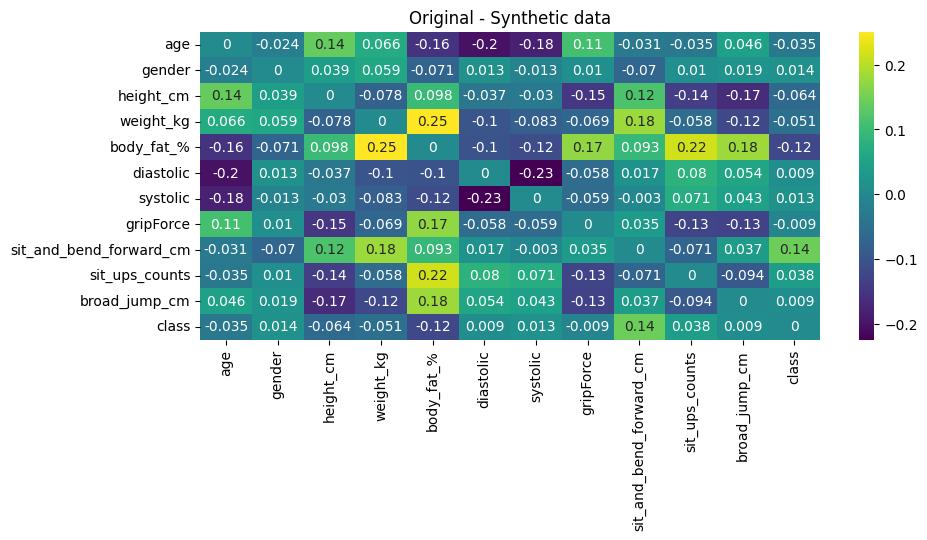 Original - Synthetic data
age 0 -0.024 0.14 0.066 -0.16 -0.2 -0.18 0.11 -0.031 -0.035 0.046 -0.035
gender -0.024 0 0.039 0.059 -0.071 0.013 -0.013 0.01 -0.07 0.01 0.019 0.014
height_cm 0.14 0.039 0 -0.078 0.098 -0.037 -0.03 -0.15 0.12 -0.14 -0.17 -0.064
weight_kg 0.066 0.059 -0.078 0 0.25 -0.1 -0.083 -0.069 0.18 -0.058 -0.12 -0.051
body_fat_% -0.16 -0.071 0.098 0.25 0 -0.1 -0.12 0.17 0.093 0.22 0.18 -0.12
diastolic -0.2 0.013 -0.037 -0.1 -0.1 0 -0.23 -0.058 0.017 0.08 0.054 0.009
systolic -0.18 -0.013 -0.03 -0.083 -0.12 -0.23 0 -0.059 -0.003 0.071 0.043 0.013
gripForce 0.11 0.01 -0.15 -0.069 0.17 -0.058 -0.059 0 0.035 -0.13 -0.13 -0.009
sit_and_bend_forward_cm -0.031 -0.07 0.12 0.18 0.093 0.017 -0.003 0.035 0 -0.071 0.037 0.14
sit_ups_counts -0.035 0.01 -0.14 -0.058 0.22 0.08 0.071 -0.13 -0.071 0 -0.094 0.038
broad_jump_cm 0.046 0.019 -0.17 -0.12 0.18 0.054 0.043 -0.13 0.037 -0.094 0 0.009
class -0.035 0.014 -0.064 -0.051 -0.12 0.009 0.013 -0.009 0.14 0.038 0.009 0
age
gender
height_cm
weight_kg
body_fat_%
diastolic
systolic
gripForce
sit_and_bend_forward_cm
sit_ups_counts
broad_jump_cm
class
0.2
0.1
0.0
-0.1
-0.2